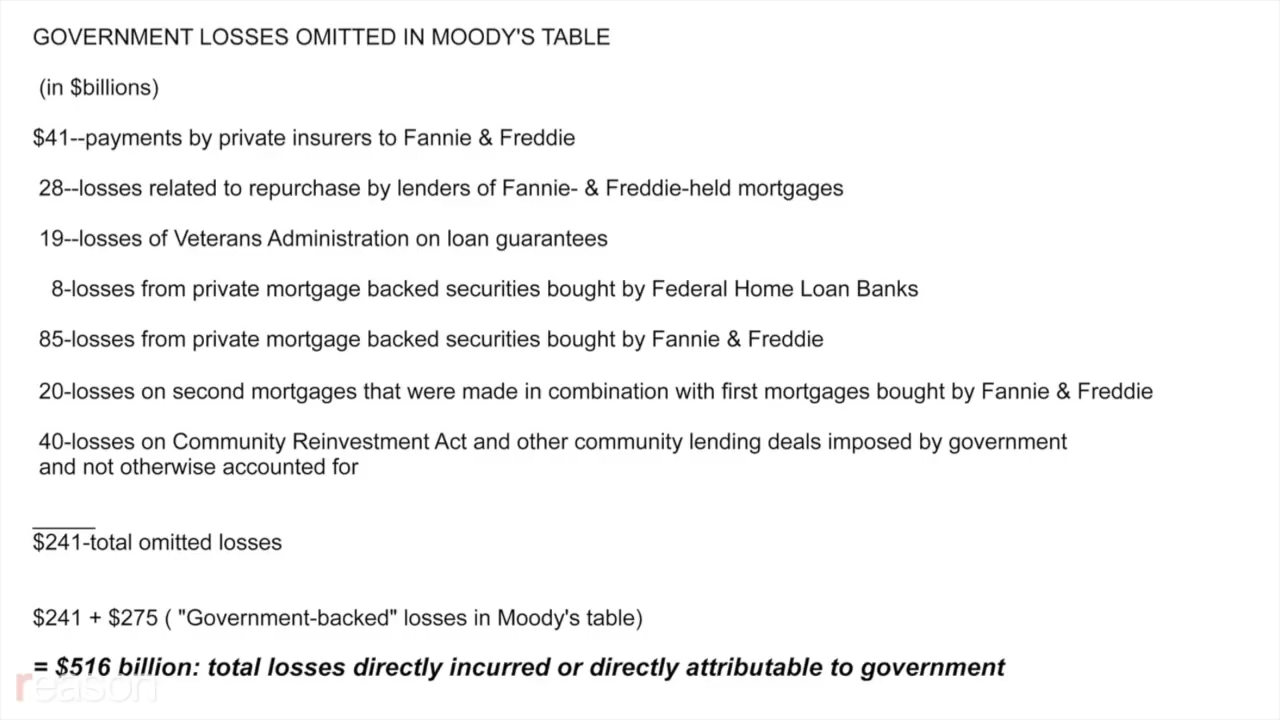 GOVERNMENT LOSSES OMITTED IN MOODY'S TABLE
(in $billions)
$41--payments by private insurers to Fannie & Freddie
28--losses related to repurchase by lenders of Fannie- & Freddie-held mortgages
19--losses of Veterans Administration on loan guarantees
8-losses from private mortgage backed securities bought by Federal Home Loan Banks
85-losses from private mortgage backed securities bought by Fannie & Freddie
20-losses on second mortgages that were made in combination with first mortgages bought by Fannie & Freddie
40-losses on Community Reinvestment Act and other community lending deals imposed by government
and not otherwise accounted for
$241-total omitted losses
$241 + $275 ( "Government-backed" losses in Moody's table)
= $516 billion: total losses directly incurred or directly attributable to government
reason